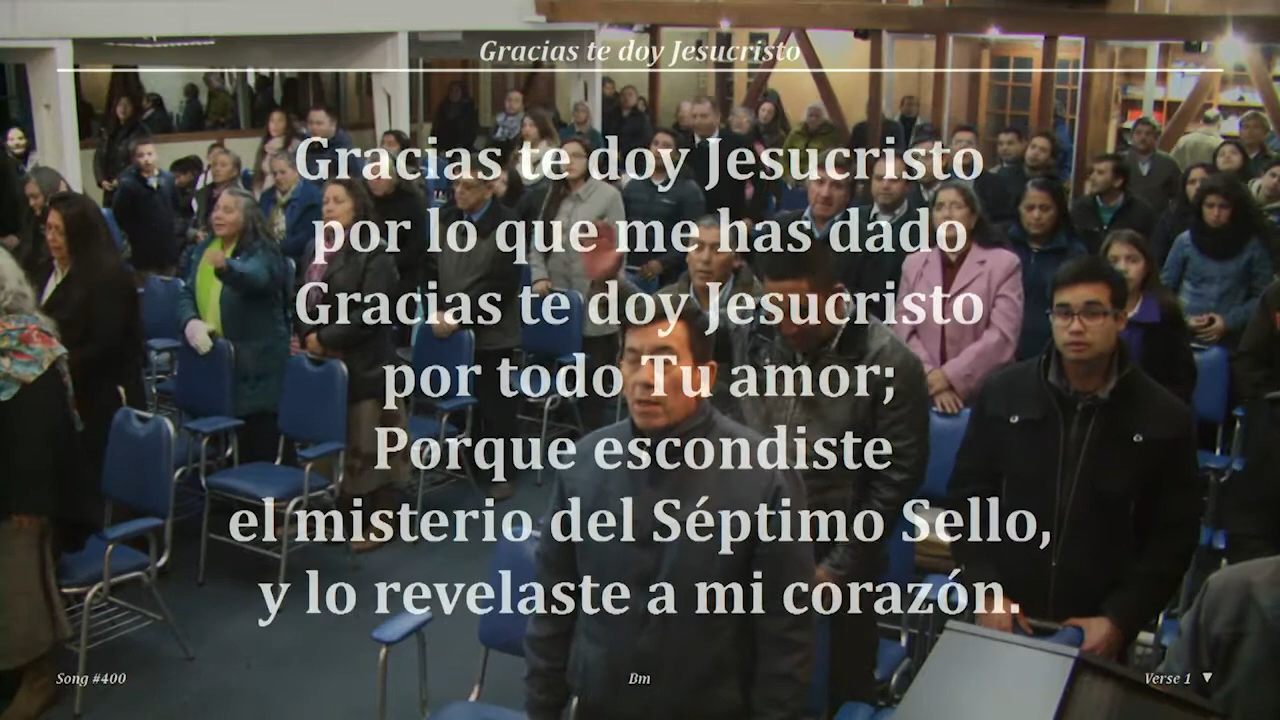 Gracias te doy Jesucristo
Gracias te doy Jesucristo
por lo que me has dado
Gracias te doy Jesucristo
por todo Tu amor;
Porque escondiste
el misterio del Séptimo Sello,
y lo revelaste a mi corazón.
Song #400
Bm
Verse 1 ▼